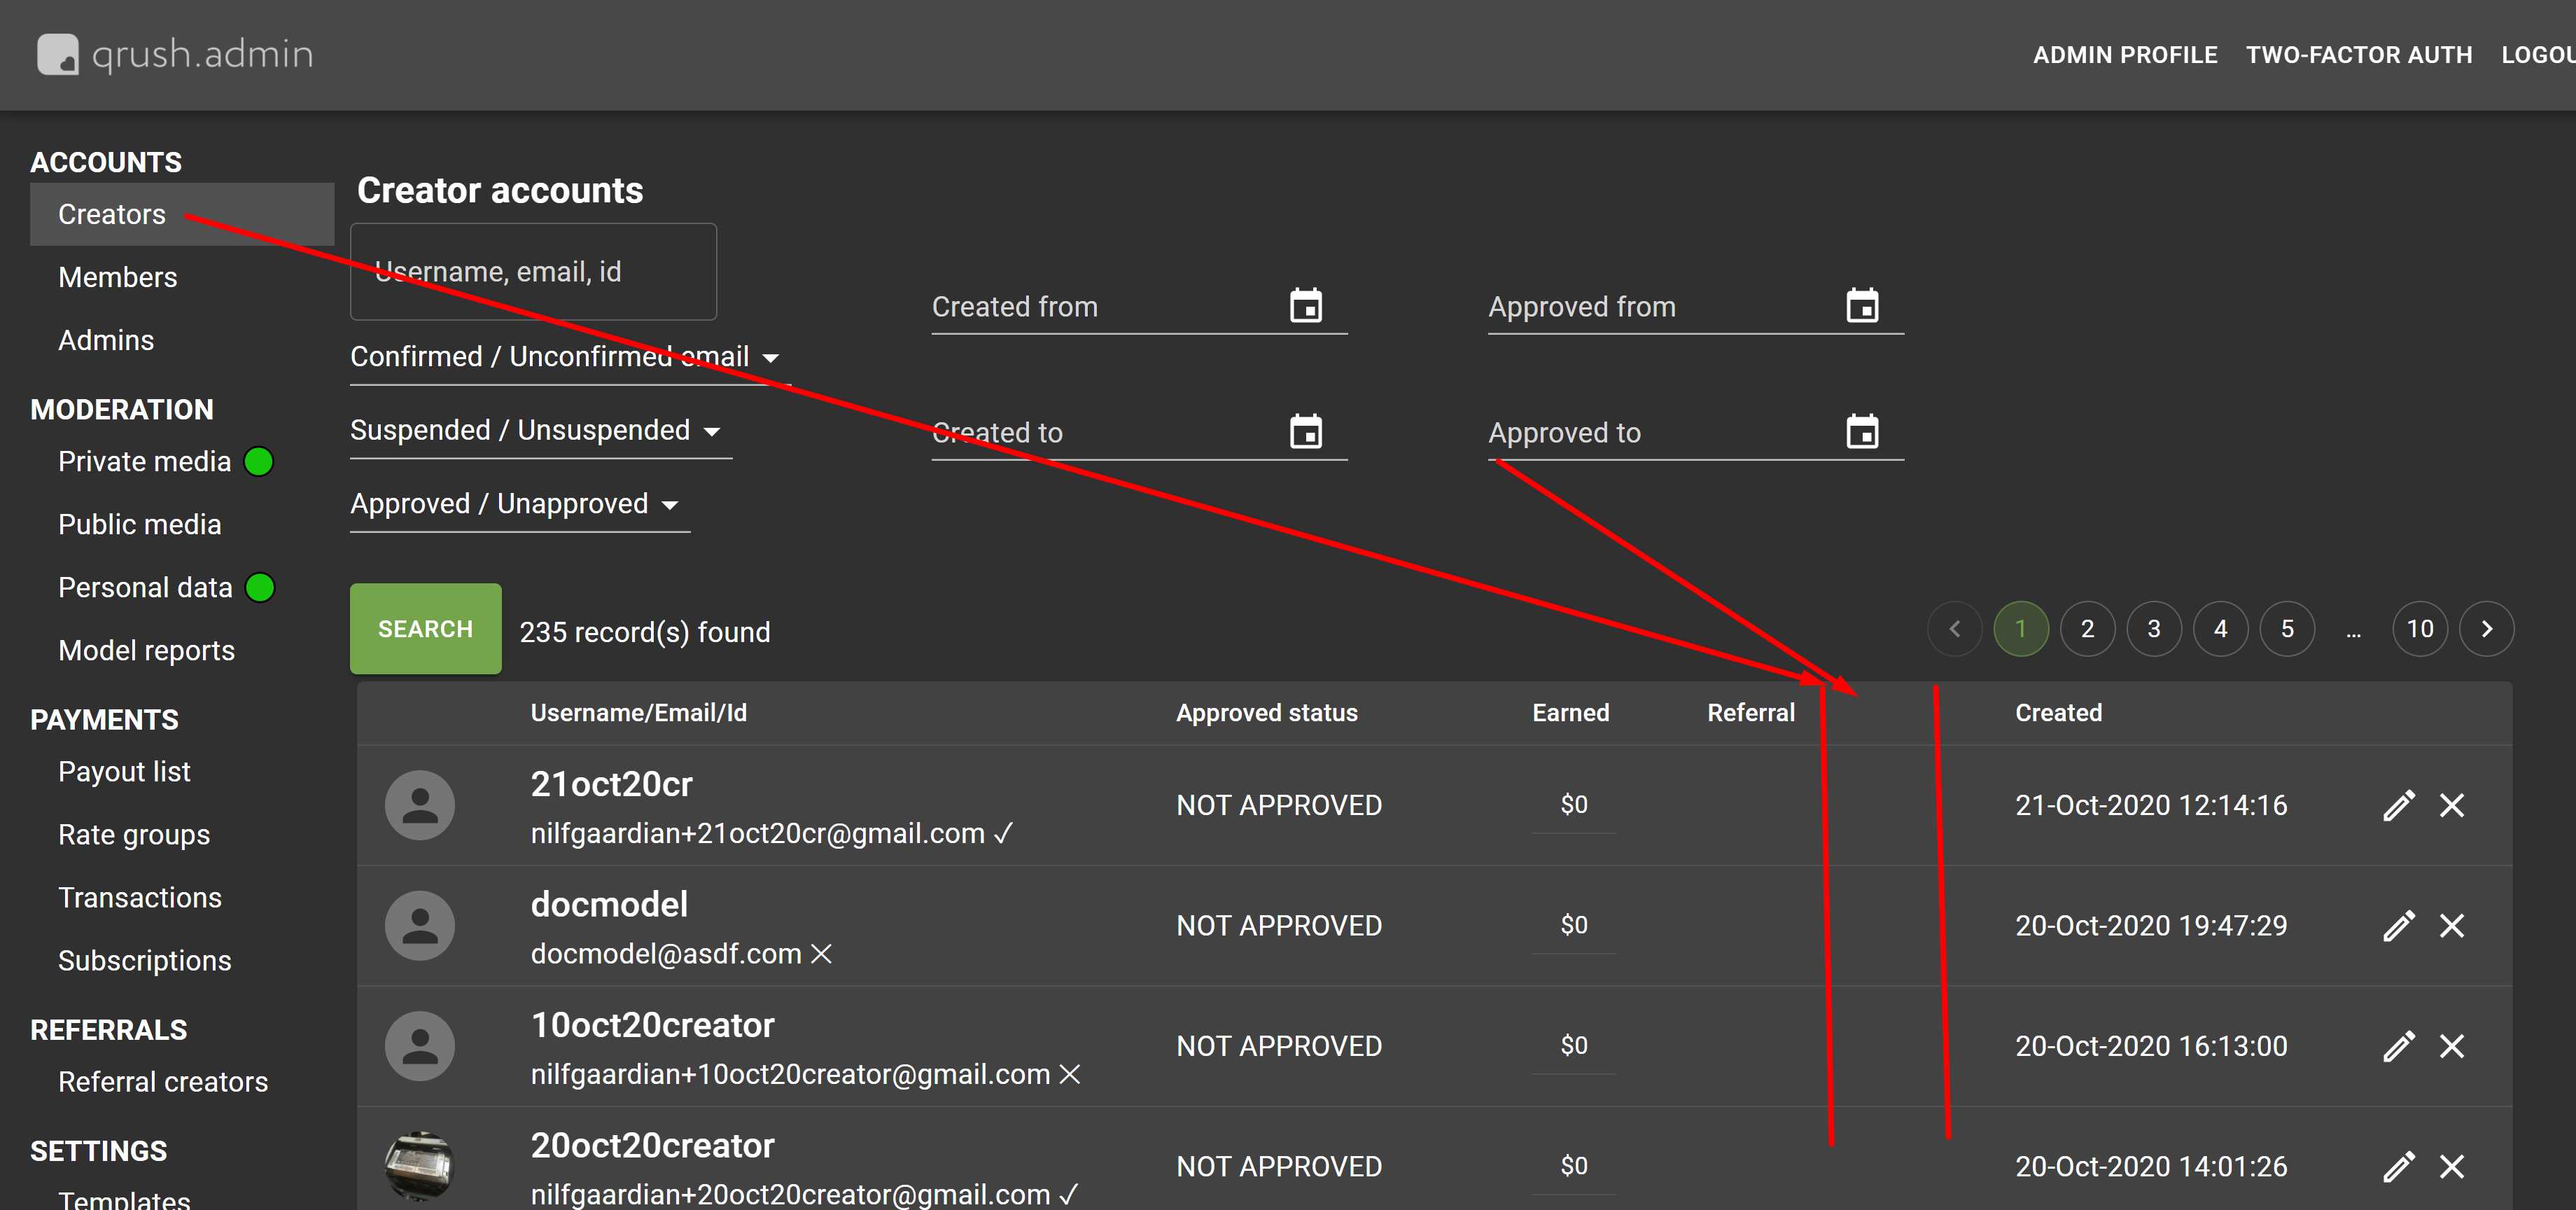 qrush.admin
ADMIN PROFILE TWO-FACTOR AUTH LOGOU
ACCOUNTS
Creators
Members
Admins
MODERATION
Private media
Public media
Personal data
Model reports
PAYMENTS
Payout list
Rate groups
Transactions
Subscriptions
REFERRALS
Referral creators
SETTINGS
Templates
Creator accounts
Username, email, id
Created from
Approved from
Confirmed / Unconfirmed email
Suspended / Unsuspended
Created to
Approved to
Approved / Unapproved
SEARCH 235 record(s) found
1 2 3 4 5 ... 10
Username/Email/Id Approved status Earned Referral Created
21oct20cr
nilfgaardian+21oct20cr@gmail.com ✓
NOT APPROVED $0 21-Oct-2020 12:14:16
docmodel
docmodel@asdf.com ✕
NOT APPROVED $0 20-Oct-2020 19:47:29
10oct20creator
nilfgaardian+10oct20creator@gmail.com ✕
NOT APPROVED $0 20-Oct-2020 16:13:00
20oct20creator
nilfgaardian+20oct20creator@gmail.com ✓
NOT APPROVED $0 20-Oct-2020 14:01:26